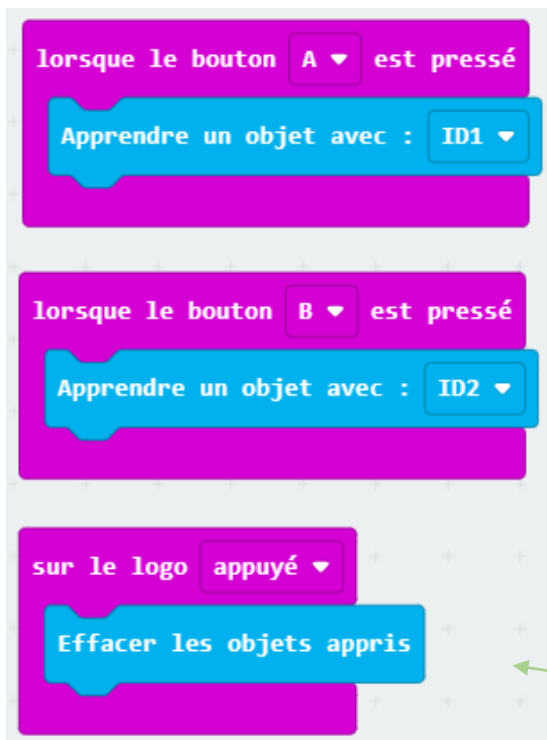 lorsque le bouton A est pressé
Apprendre un objet avec : ID1
lorsque le bouton B est pressé
Apprendre un objet avec : ID2
sur le logo appuyé
Effacer les objets appris